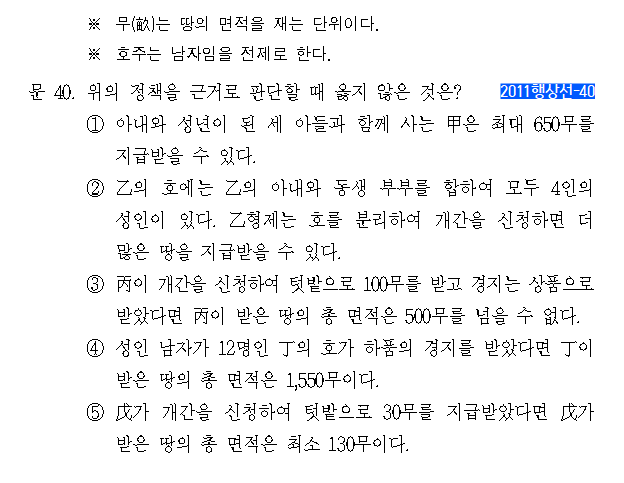 ※ 무(畝)는 땅의 면적을 재는 단위이다.
※ 호주는 남자임을 전제로 한다.
문 40. 위의 정책을 근거로 판단할 때 옳지 않은 것은? 2011행상선-40
① 아내와 성년이 된 세 아들과 함께 사는 甲은 최대 650무를
지급받을 수 있다.
② 乙의 호에는 乙의 아내와 동생 부부를 합하여 모두 4인의
성인이 있다. 乙형제는 호를 분리하여 개간을 신청하면 더
많은 땅을 지급받을 수 있다.
③ 丙이 개간을 신청하여 텃밭으로 100무를 받고 경지는 상품으로
받았다면 丙이 받은 땅의 총 면적은 500무를 넘을 수 없다.
④ 성인 남자가 12명인 丁의 호가 하품의 경지를 받았다면 丁이
받은 땅의 총 면적은 1,550무이다.
⑤ 戊가 개간을 신청하여 텃밭으로 30무를 지급받았다면 戊가
받은 땅의 총 면적은 최소 130무이다.